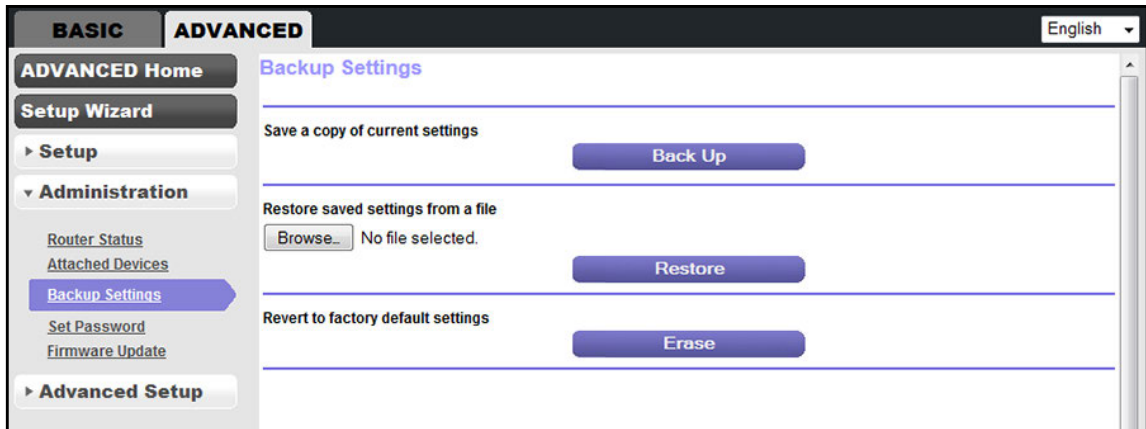 BASIC ADVANCED English
ADVANCED Home
Setup Wizard
Setup
Administration
Router Status
Attached Devices
Backup Settings
Set Password
Firmware Update
Advanced Setup
Backup Settings
Save a copy of current settings
Back Up
Restore saved settings from a file
Browse... No file selected.
Restore
Revert to factory default settings
Erase